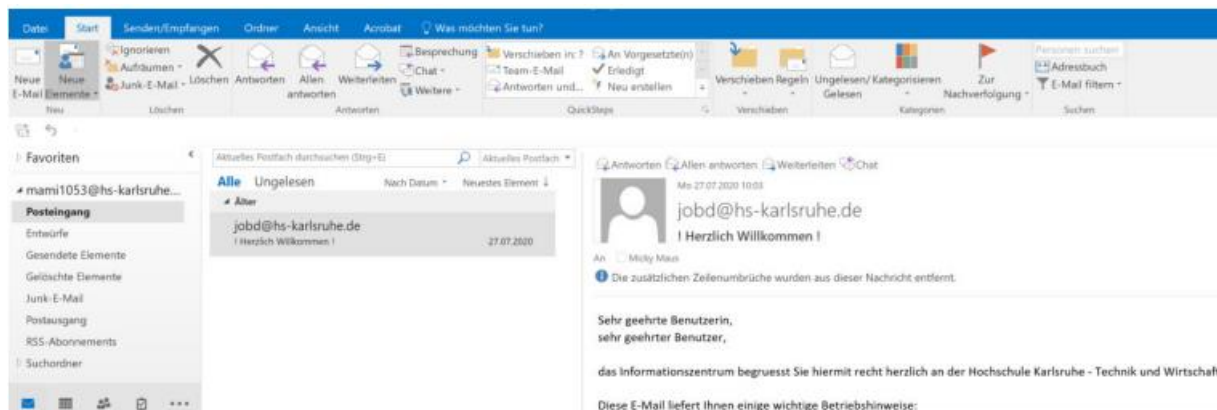 Datei Start Senden/Empfangen Ordner Ansicht Acrobat Was möchten Sie tun?
Neue E-Mail
Neue Elemente
Neu
Ignorieren
Aufräumen
Junk-E-Mail
Löschen
Löschen
Antworten
Allen antworten
Weiterleiten
Besprechung
Chat
Weitere
Antworten
Verschieben in: ?
Team-E-Mail
Antworten und...
An Vorgesetzte(n)
Erledigt
Neu erstellen
QuickSteps
Verschieben
Regeln
Verschieben
Ungelesen/
Gelesen
Kategorisieren
Zur
Nachverfolgung
Kategorien
Personen suchen
Adressbuch
E-Mail filtern
Suchen
Favoriten
mami1053@hs-karlsruhe...
Posteingang
Entwürfe
Gesendete Elemente
Gelöschte Elemente
Junk-E-Mail
Postausgang
RSS-Abonnements
Suchordner
Aktuelles Postfach durchsuchen (Strg+E) Aktuelles Postfach
Alle Ungelesen Nach Datum Neuestes Element ↓
Älter
jobd@hs-karlsruhe.de
! Herzlich Willkommen ! 27.07.2020
Antworten Allen antworten Weiterleiten Chat
Mo 27.07.2020 10:03
jobd@hs-karlsruhe.de
! Herzlich Willkommen !
An Micky Maus
Die zusätzlichen Zeilenumbrüche wurden aus dieser Nachricht entfernt.
Sehr geehrte Benutzerin,
sehr geehrter Benutzer,
das Informationszentrum begruesst Sie hiermit recht herzlich an der Hochschule Karlsruhe - Technik und Wirtschaft
Diese E-Mail liefert Ihnen einige wichtige Betriebshinweise: